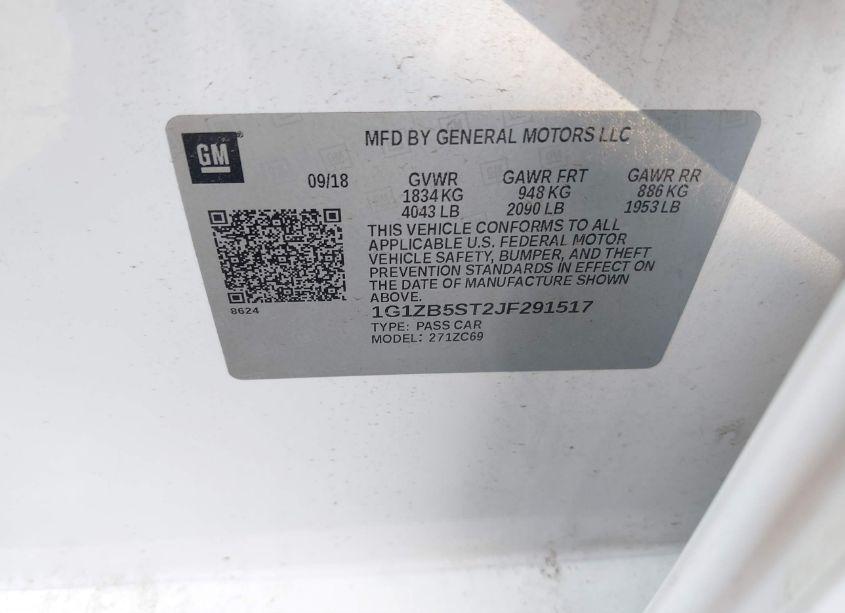 GM
MFD BY GENERAL MOTORS LLC
09/18 GVWR GAWR FRT GAWR RR
1834 KG 948 KG 886 KG
4043 LB 2090 LB 1953 LB
THIS VEHICLE CONFORMS TO ALL
APPLICABLE U.S. FEDERAL MOTOR
VEHICLE SAFETY, BUMPER, AND THEFT
PREVENTION STANDARDS IN EFFECT ON
THE DATE OF MANUFACTURE SHOWN
ABOVE.
8624
1G1ZB5ST2JF291517
TYPE: PASS CAR
MODEL: 271ZC69